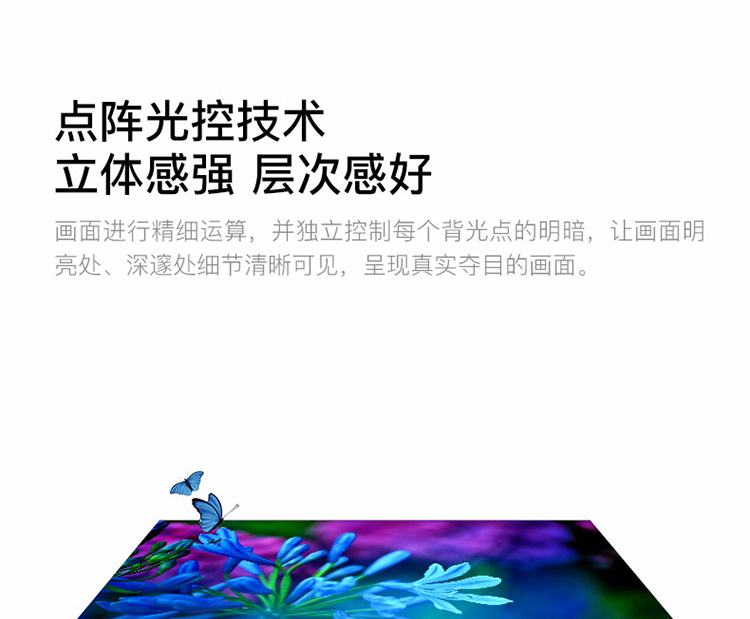 点阵光控技术
立体感强 层次感好
画面进行精细运算，并独立控制每个背光点的明暗，让画面明
亮处、深邃处细节清晰可见，呈现真实夺目的画面。